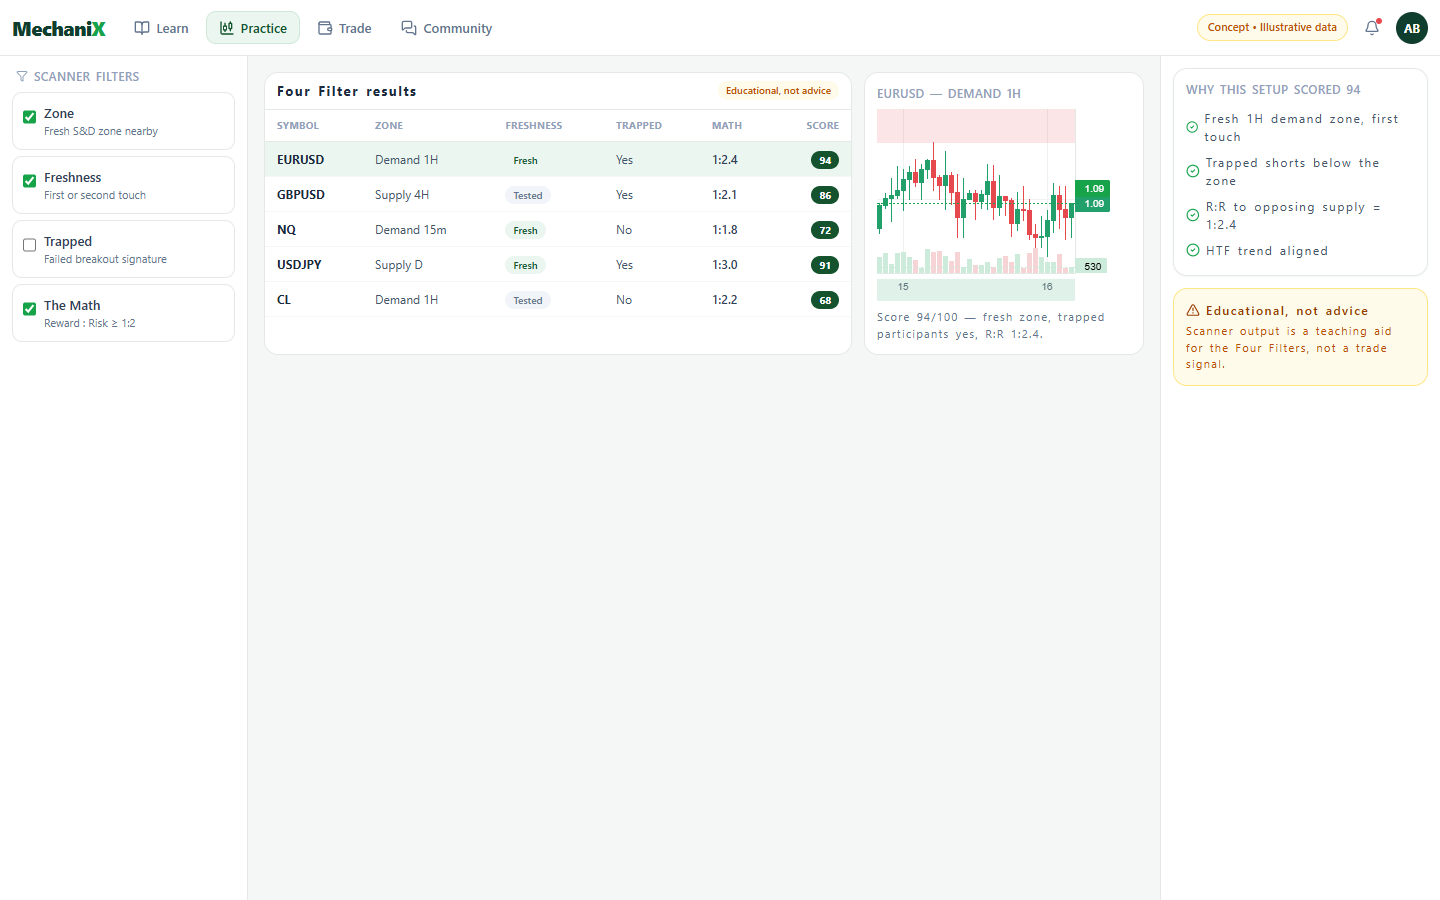 MechaniX
Learn
Practice
Trade
Community
Concept • Illustrative data
AB
SCANNER FILTERS
Zone
Fresh S&D zone nearby
Freshness
First or second touch
Trapped
Failed breakout signature
The Math
Reward : Risk ≥ 1:2
Four Filter results
Educational, not advice
SYMBOL ZONE FRESHNESS TRAPPED MATH SCORE
EURUSD Demand 1H Fresh Yes 1:2.4 94
GBPUSD Supply 4H Tested Yes 1:2.1 86
NQ Demand 15m Fresh No 1:1.8 72
USDJPY Supply D Fresh Yes 1:3.0 91
CL Demand 1H Tested No 1:2.2 68
EURUSD — DEMAND 1H
1.09
1.09
530
15 16
Score 94/100 — fresh zone, trapped
participants yes, R:R 1:2.4.
WHY THIS SETUP SCORED 94
Fresh 1H demand zone, first
touch
Trapped shorts below the
zone
R:R to opposing supply =
1:2.4
HTF trend aligned
Educational, not advice
Scanner output is a teaching aid
for the Four Filters, not a trade
signal.